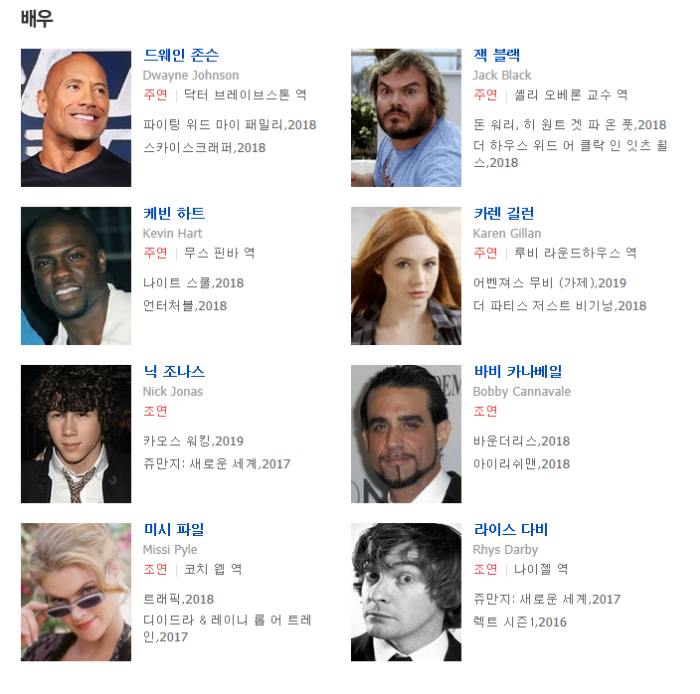 배우
드웨인 존슨
Dwayne Johnson
주연 | 닥터 브레이브스톤 역
파이팅 위드 마이 패밀리,2018
스카이스크래퍼,2018
잭 블랙
Jack Black
주연 | 셸리 오베론 교수 역
돈 워리, 히 원트 겟 파 온 풋,2018
더 하우스 위드 어 클락 인 잇츠 월
스,2018
케빈 하트
Kevin Hart
주연 | 무스 핀바 역
나이트 스쿨,2018
언터처블,2018
카렌 길런
Karen Gillan
주연 | 루비 라운드하우스 역
어벤져스 무비 (가제),2019
더 파티스 저스트 비기닝,2018
닉 조나스
Nick Jonas
조연
카오스 워킹,2019
쥬만지: 새로운 세계,2017
바비 카나베일
Bobby Cannavale
조연
바운더리스,2018
아이리쉬맨,2018
미시 파일
Missi Pyle
조연 | 코치 웹 역
트래픽,2018
디이드라 & 레이니 롭 어 트레
인,2017
라이스 다비
Rhys Darby
조연 | 나이젤 역
쥬만지: 새로운 세계,2017
렉트 시즌1,2016